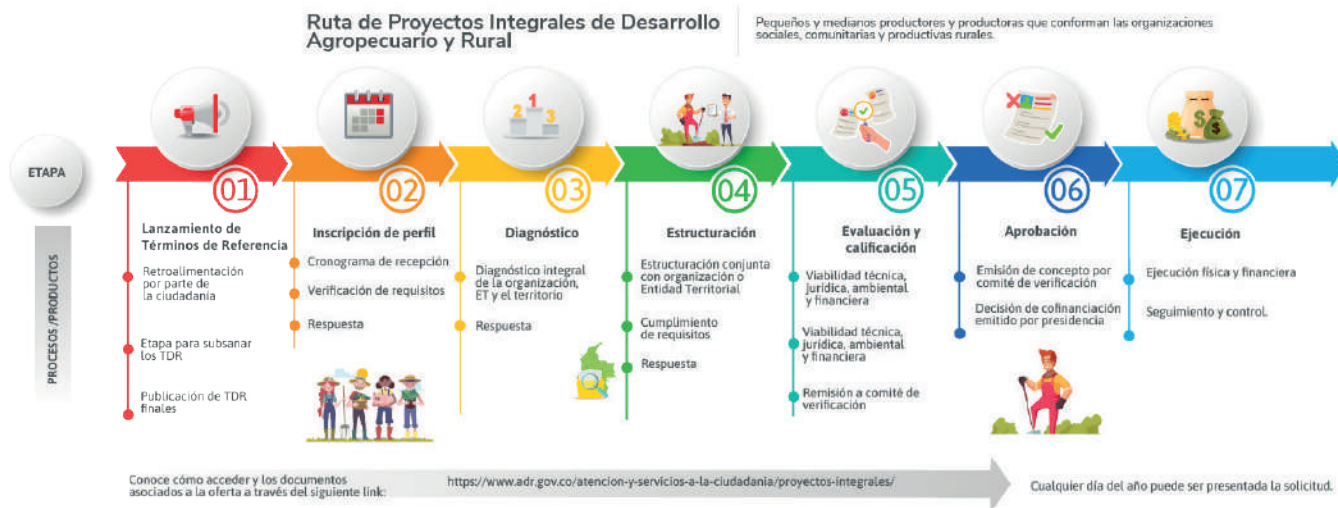 Ruta de Proyectos Integrales de Desarrollo
Agropecuario y Rural
Pequeños y medianos productores y productoras que conforman las organizaciones
sociales, comunitarias y productivas rurales.
1
2
3
ETAPA
01
02
03
04
05
06
07
PROCESOS /PRODUCTOS
Lanzamiento de
Términos de Referencia
Retroalimentación
por parte de
la ciudadanía
Etapa para subsanar
los TDR
Publicación de TDR
finales
Inscripción de perfil
Cronograma de recepción
Verificación de requisitos
Respuesta
Diagnóstico
Diagnóstico integral
de la organización,
ET y el territorio
Respuesta
Estructuración
Estructuración conjunta
con organización o
Entidad Territorial
Cumplimiento
de requisitos
Respuesta
Evaluación y
calificación
Viabilidad técnica,
jurídica, ambiental
y financiera
Viabilidad técnica,
jurídica, ambiental
y financiera
Remisión a comité de
verificación
Aprobación
Emisión de concepto por
comité de verificación
Decisión de cofinanciación
emitido por presidencia
Ejecución
Ejecución física y financiera
Seguimiento y control.
Conoce cómo acceder y los documentos
asociados a la oferta a través del siguiente link:
https://www.adr.gov.co/atencion-y-servicios-a-la-ciudadania/proyectos-integrales/
Cualquier día del año puede ser presentada la solicitud.